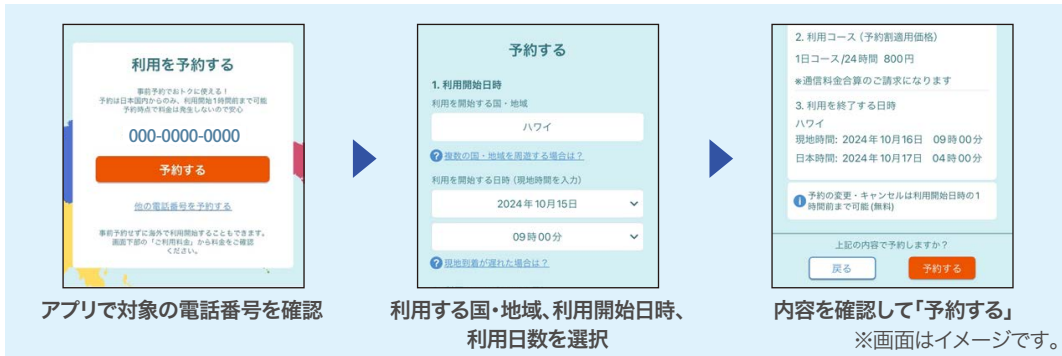 利用を予約する
事前予約でおトクに使える！
予約は日本国内からのみ、利用開始1時間前まで可能
予約時点で料金は発生しないので安心
000-0000-0000
予約する
他の電話番号を予約する
事前予約せずに海外で利用開始することもできます。
画面下部の「ご利用料金」から料金をご確認
ください。
アプリで対象の電話番号を確認
予約する
1. 利用開始日時
利用を開始する国・地域
ハワイ
複数の国・地域を周遊する場合は？
利用を開始する日時（現地時間を入力）
2024年10月15日
09時00分
現地到着が遅れた場合は？
利用する国・地域、利用開始日時、
利用日数を選択
2. 利用コース（予約割適用価格）
1日コース/24時間 800円
※通信料金合算のご請求になります
3. 利用を終了する日時
ハワイ
現地時間: 2024年10月16日 09時00分
日本時間: 2024年10月17日 04時00分
予約の変更・キャンセルは利用開始日時の1
時間前まで可能(無料)
上記の内容で予約しますか？
戻る
予約する
内容を確認して「予約する」
※画面はイメージです。